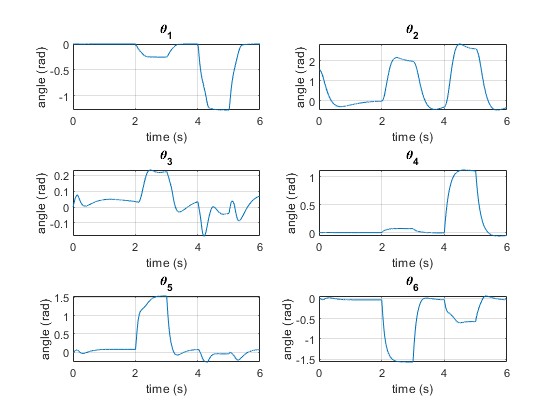 θ1
θ2
0
-0.5
-1
angle (rad)
0 2 4 6
time (s)
2
1
0
angle (rad)
0 2 4 6
time (s)
θ3
θ4
0.2
0.1
0
-0.1
angle (rad)
0 2 4 6
time (s)
1
0.5
0
angle (rad)
0 2 4 6
time (s)
θ5
θ6
1.5
1
0.5
0
angle (rad)
0 2 4 6
time (s)
0
-0.5
-1
-1.5
angle (rad)
0 2 4 6
time (s)